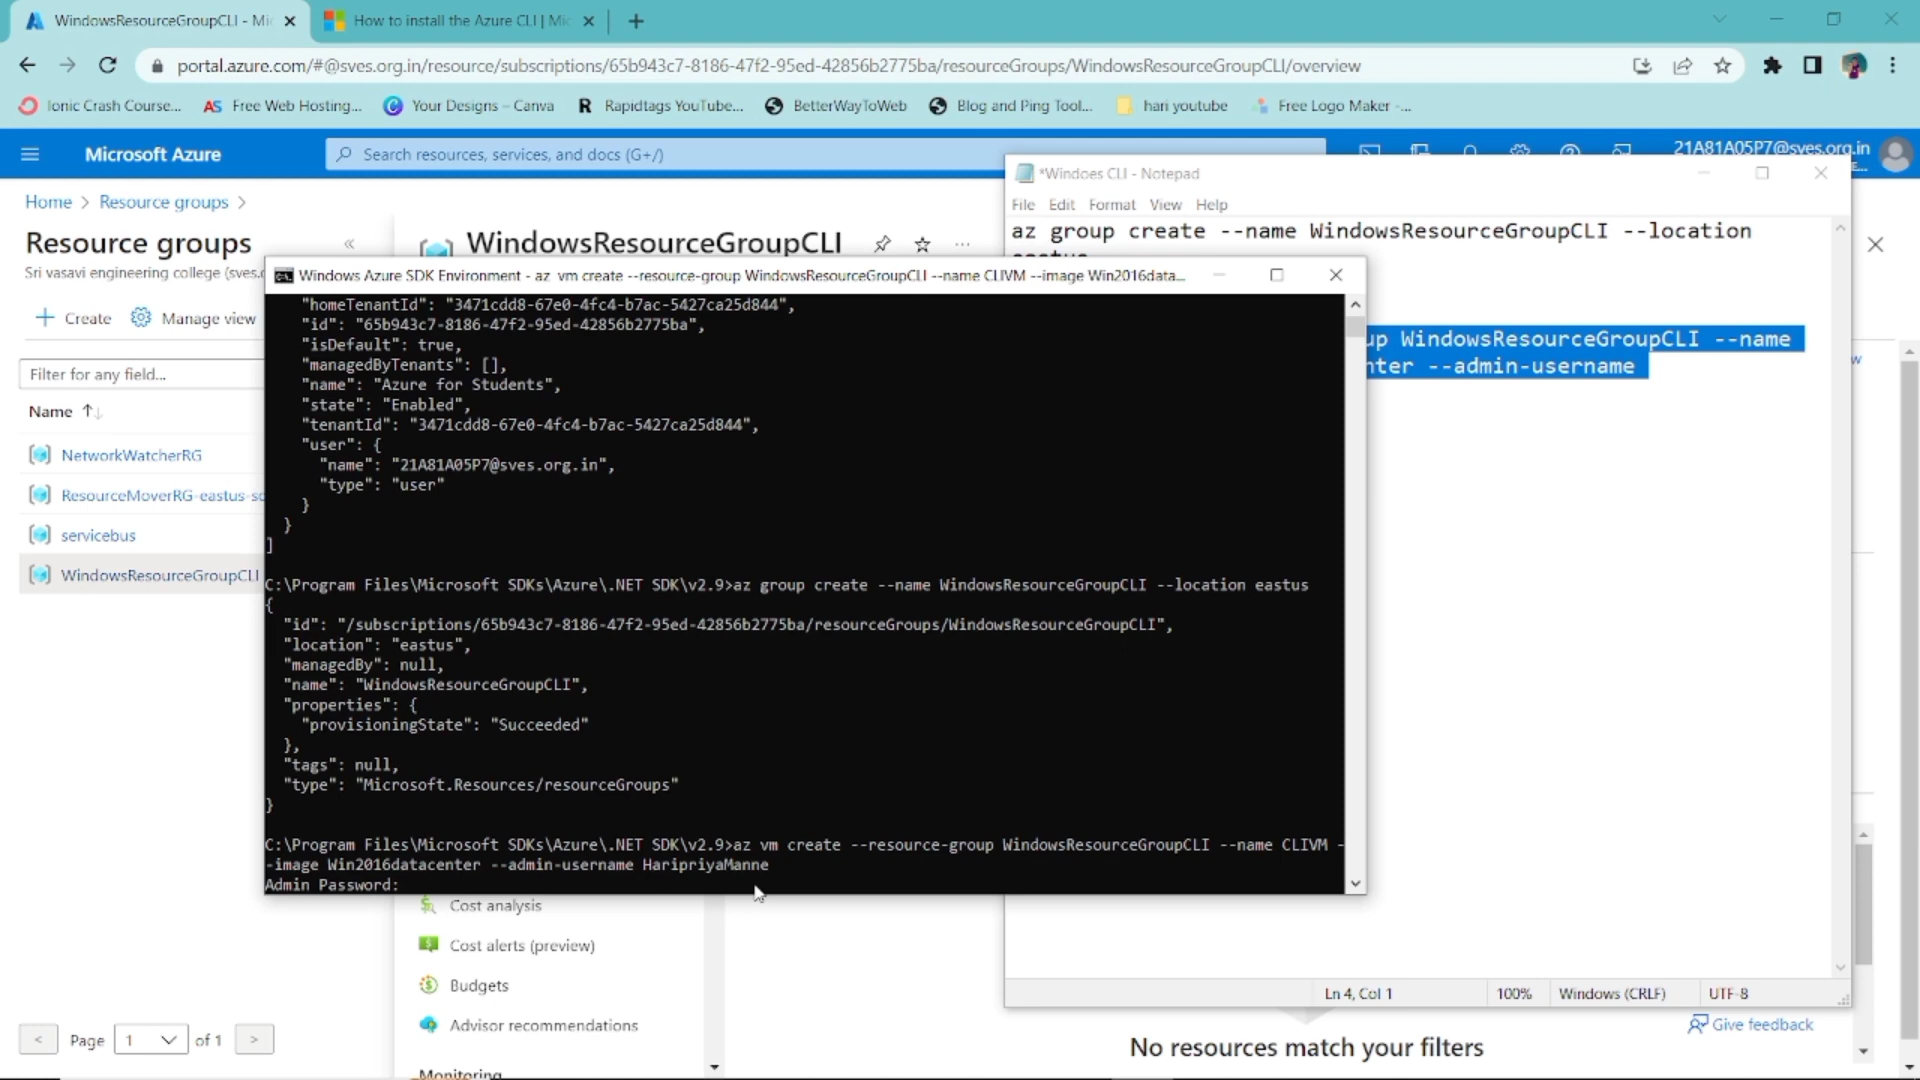 WindowsResourceGroupCLI - Mi
How to install the Azure CLI | Mi
portal.azure.com/#@sves.org.in/resource/subscriptions/65b943c7-8186-47f2-95ed-42856b2775ba/resourceGroups/WindowsResourceGroupCLI/overview
Ionic Crash Course...
AS Free Web Hosting...
Your Designs – Canva
R Rapidtags YouTube...
BetterWayToWeb
Blog and Ping Tool...
hari youtube
Free Logo Maker -...
Microsoft Azure
Search resources, services, and docs (G+/)
21A81A05P7@sves.org.in
Home > Resource groups >
Resource groups
Sri vasavi engineering college (sves.o
Create
Manage view
Filter for any field...
Name ↑↓
NetworkWatcherRG
ResourceMoverRG-eastus-sc
servicebus
WindowsResourceGroupCLI
< Page 1 of 1 >
WindowsResourceGroupCLI
*Windoes CLI - Notepad
File Edit Format View Help
az group create --name WindowsResourceGroupCLI --location
eastus
up WindowsResourceGroupCLI --name
nter --admin-username
Ln 4, Col 1
100%
Windows (CRLF)
UTF-8
Windows Azure SDK Environment - az vm create --resource-group WindowsResourceGroupCLI --name CLIVM --image Win2016data...
"homeTenantId": "3471cdd8-67e0-4fc4-b7ac-5427ca25d844",
"id": "65b943c7-8186-47f2-95ed-42856b2775ba",
"isDefault": true,
"managedByTenants": [],
"name": "Azure for Students",
"state": "Enabled",
"tenantId": "3471cdd8-67e0-4fc4-b7ac-5427ca25d844",
"user": {
"name": "21A81A05P7@sves.org.in",
"type": "user"
}
}
]
C:\Program Files\Microsoft SDKs\Azure\.NET SDK\v2.9>az group create --name WindowsResourceGroupCLI --location eastus
{
"id": "/subscriptions/65b943c7-8186-47f2-95ed-42856b2775ba/resourceGroups/WindowsResourceGroupCLI",
"location": "eastus",
"managedBy": null,
"name": "WindowsResourceGroupCLI",
"properties": {
"provisioningState": "Succeeded"
},
"tags": null,
"type": "Microsoft.Resources/resourceGroups"
}
C:\Program Files\Microsoft SDKs\Azure\.NET SDK\v2.9>az vm create --resource-group WindowsResourceGroupCLI --name CLIVM -
-image Win2016datacenter --admin-username HaripriyaManne
Admin Password:
Cost analysis
Cost alerts (preview)
Budgets
Advisor recommendations
Monitoring
Give feedback
No resources match your filters